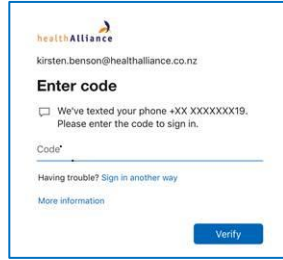 healthAlliance
kirsten.benson@healthalliance.co.nz
Enter code
We've texted your phone +XX XXXXXXX19.
Please enter the code to sign in.
Code
Having trouble? Sign in another way
More information
Verify